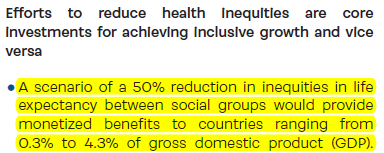 Efforts to reduce health inequities are core
investments for achieving inclusive growth and vice
versa
• A scenario of a 50% reduction in inequities in life
expectancy between social groups would provide
monetized benefits to countries ranging from
0.3% to 4.3% of gross domestic product (GDP).